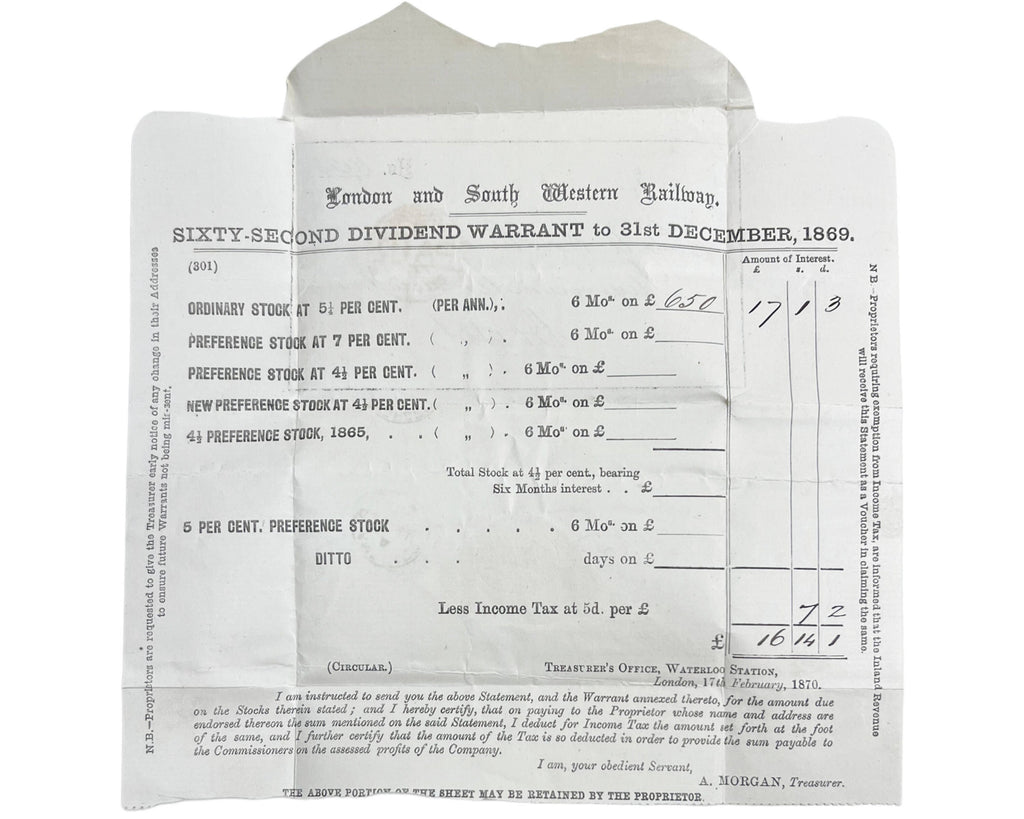 London and South Western Railway.
SIXTY-SECOND DIVIDEND WARRANT to 31st DECEMBER, 1869.
(301)
Amount of Interest.
£ s. d.
ORDINARY STOCK AT 5¼ PER CENT. (PER ANN.), . 6 Mos. on £ 650 17 1 3
PREFERENCE STOCK AT 7 PER CENT. ( „ ) . 6 Mos. on £
PREFERENCE STOCK AT 4½ PER CENT. ( „ ) . 6 Mos. on £
NEW PREFERENCE STOCK AT 4½ PER CENT. ( „ ) . 6 Mos. on £
4½ PREFERENCE STOCK, 1865, . . ( „ ) . 6 Mos. on £
Total Stock at 4½ per cent., bearing
Six Months interest . . £
5 PER CENT. PREFERENCE STOCK . . . . . 6 Mos. on £
DITTO . . . days on £
Less Income Tax at 5d. per £ 7 2
£ 16 14 1
(CIRCULAR.)
TREASURER'S OFFICE, WATERLOO STATION,
London, 17th February, 1870.
I am instructed to send you the above Statement, and the Warrant annexed thereto, for the amount due
on the Stocks therein stated; and I hereby certify, that on paying to the Proprietor whose name and address are
endorsed thereon the sum mentioned on the said Statement, I deduct for Income Tax the amount set forth at the foot
of the same, and I further certify that the amount of the Tax is so deducted in order to provide the sum payable to
the Commissioners on the assessed profits of the Company.
I am, your obedient Servant,
A. MORGAN, Treasurer.
THE ABOVE PORTION OF THE SHEET MAY BE RETAINED BY THE PROPRIETOR.
N.B.—Proprietors are requested to give the Treasurer early notice of any change in their Addresses
to ensure future Warrants not being mis-sent.
N.B.—Proprietors requiring exemption from Income Tax, are informed that the Inland Revenue
will receive this Statement as a Voucher in claiming the same.